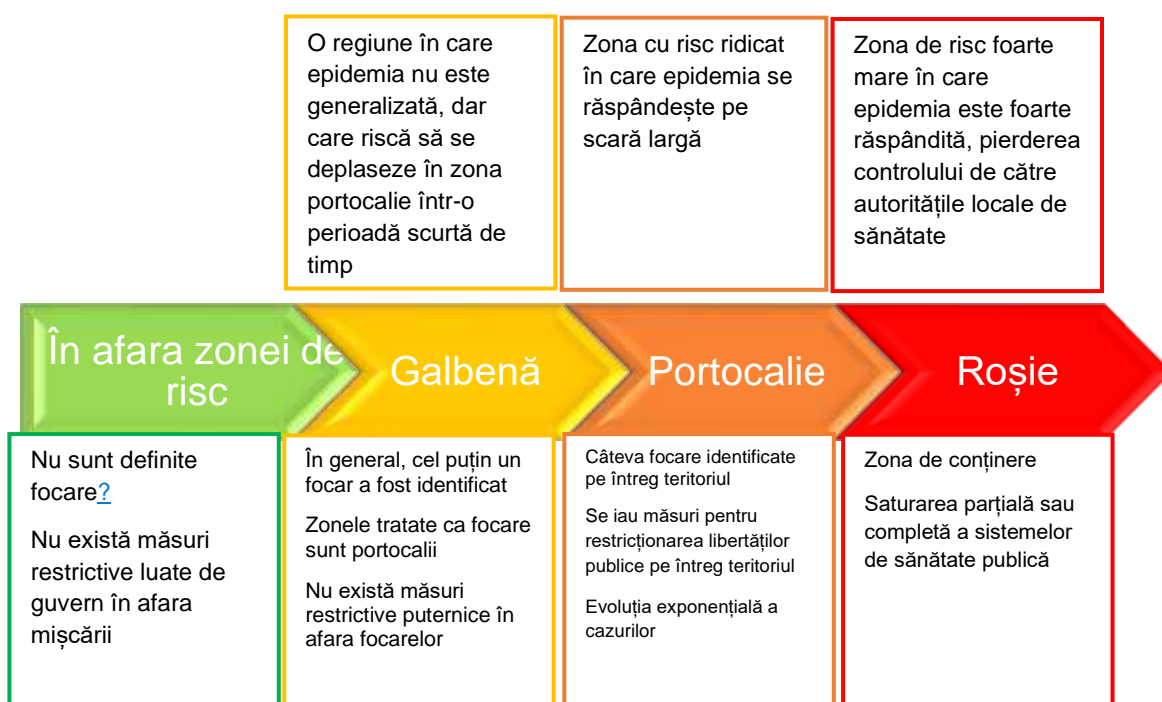 O regiune în care
epidemia nu este
generalizată, dar
care riscă să se
deplaseze în zona
portocalie într-o
perioadă scurtă de
timp
Zona cu risc ridicat
în care epidemia se
răspândește pe
scară largă
Zona de risc foarte
mare în care
epidemia este foarte
răspândită, pierderea
controlului de către
autoritățile locale de
sănătate
În afara zonei de
risc
Galbenă
Portocalie
Roșie
Nu sunt definite
focare?
Nu există măsuri
restrictive luate de
guvern în afara
mișcării
În general, cel puțin un
focar a fost identificat
Zonele tratate ca focare
sunt portocalii
Nu există măsuri
restrictive puternice în
afara focarelor
Câteva focare identificate
pe întreg teritoriul
Se iau măsuri pentru
restricționarea libertăților
publice pe întreg teritoriul
Evoluția exponențială a
cazurilor
Zona de conținere
Saturarea parțială sau
completă a sistemelor
de sănătate publică